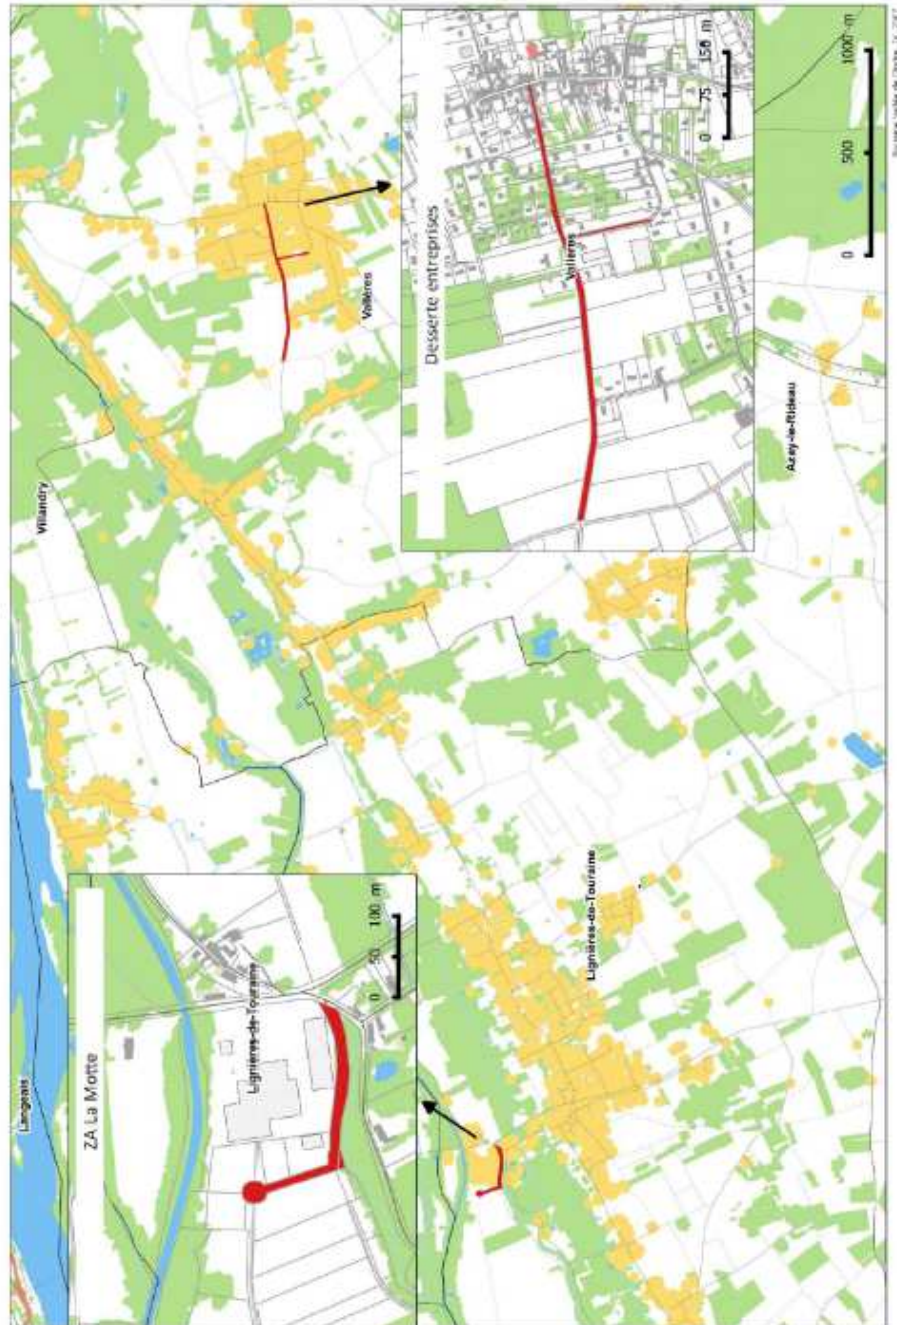 Langeais
Villandry
Vallères
Lignières-de-Touraine
Azay-le-Rideau
ZA La Motte
Lignières-de-Touraine
0 50 100 m
Desserte entreprises
Vallères
0 75 150 m
0 500 1000 m